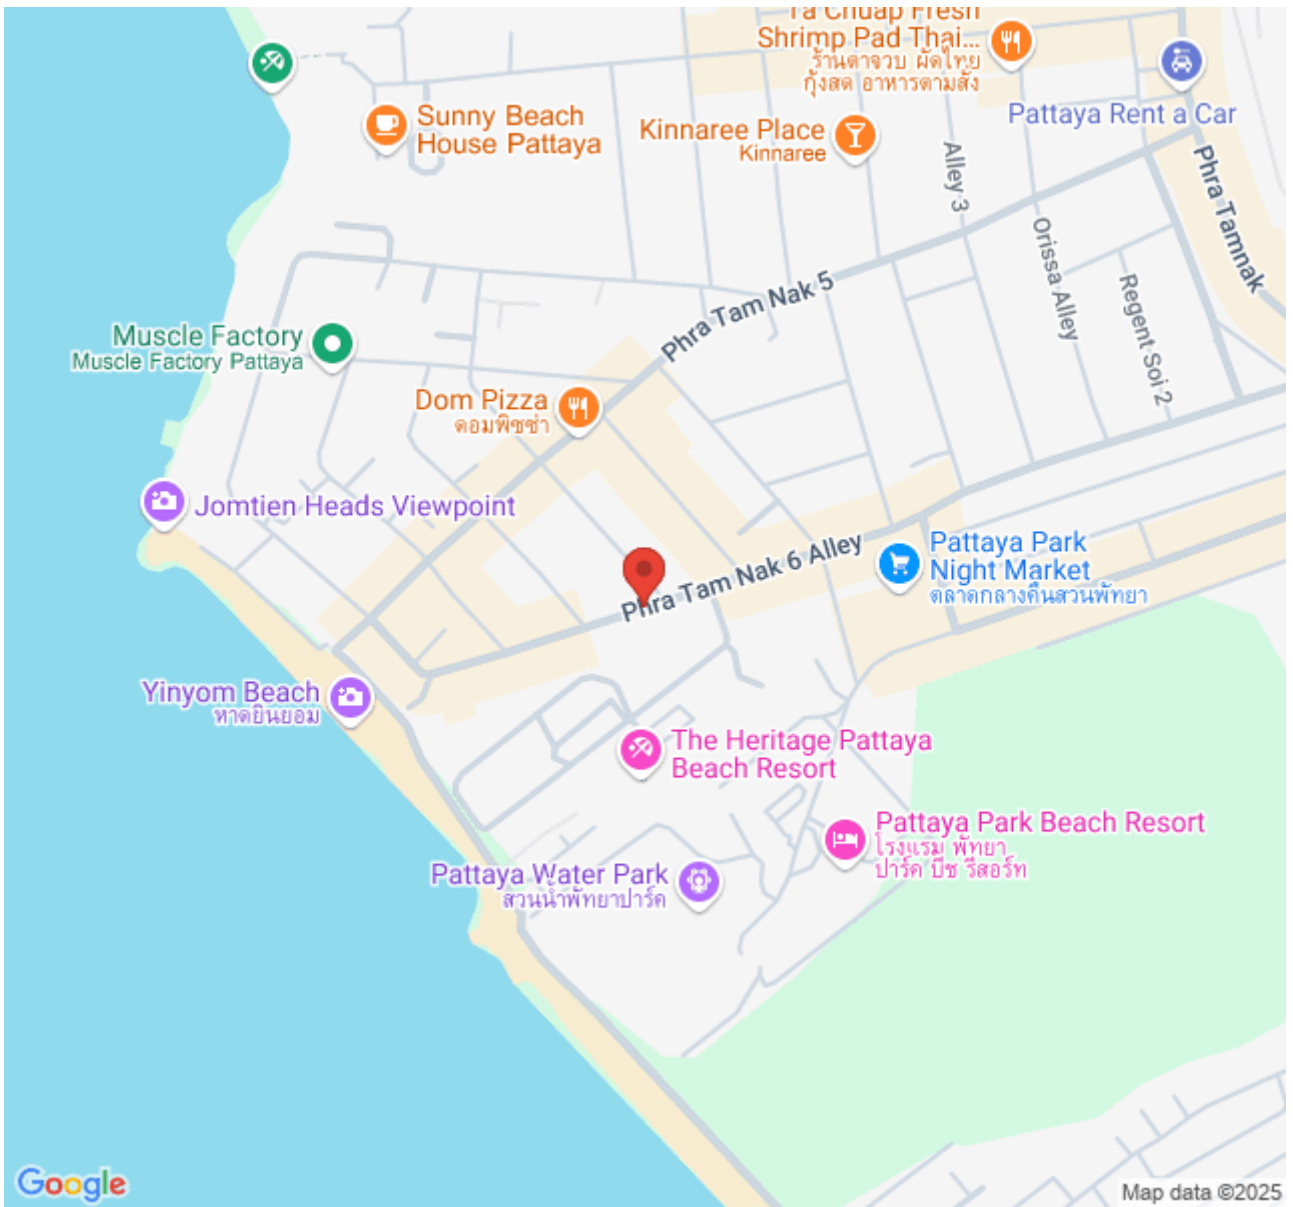 Ta Chuap Fresh
Shrimp Pad Thai...
ร้านตาจวบ ผัดไทย
กุ้งสด อาหารตามสั่ง
Pattaya Rent a Car
Sunny Beach
House Pattaya
Kinnaree Place
Kinnaree
Alley 3
Phra Tamnak
Orissa Alley
Regent Soi 2
Phra Tam Nak 5
Muscle Factory
Muscle Factory Pattaya
Dom Pizza
ดอมพิซซ่า
Jomtien Heads Viewpoint
Phra Tam Nak 6 Alley
Pattaya Park
Night Market
ตลาดกลางคืนสวนพัทยา
Yinyom Beach
หาดยินยอม
The Heritage Pattaya
Beach Resort
Pattaya Park Beach Resort
โรงแรม พัทยา
ปาร์ค บีช รีสอร์ท
Pattaya Water Park
สวนน้ำพัทยาปาร์ค
Google
Map data ©2025